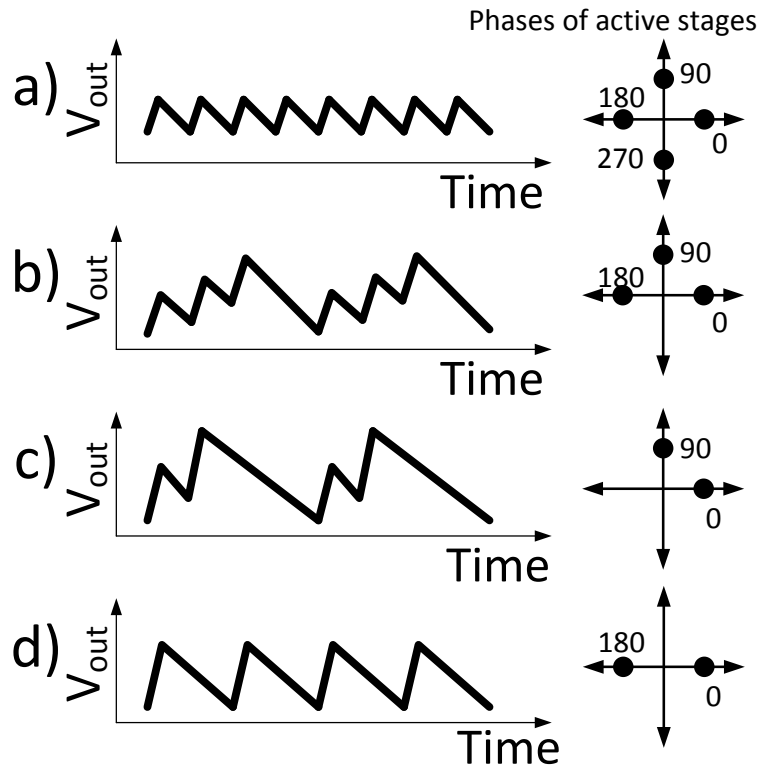 Phases of active stages
a)
Vout
Time
90
180
0
270
b)
Vout
Time
90
180
0
c)
Vout
Time
90
0
d)
Vout
Time
180
0